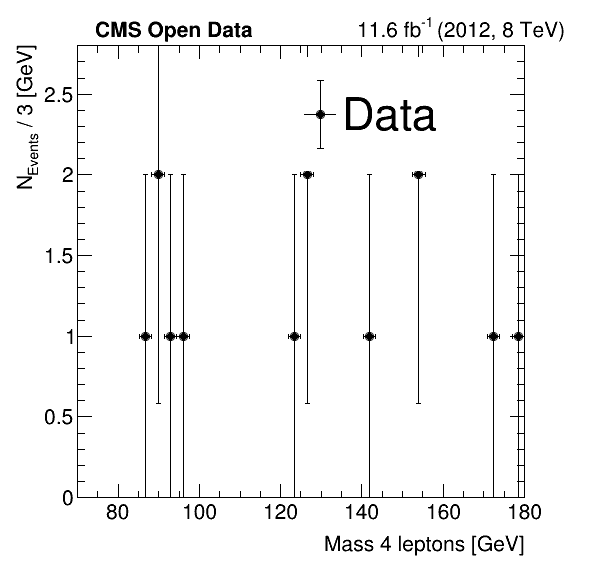 CMS Open Data 11.6 fb⁻¹ (2012, 8 TeV)
N_Events / 3 [GeV]
2.5
2
1.5
1
0.5
0
Data
80 100 120 140 160 180
Mass 4 leptons [GeV]